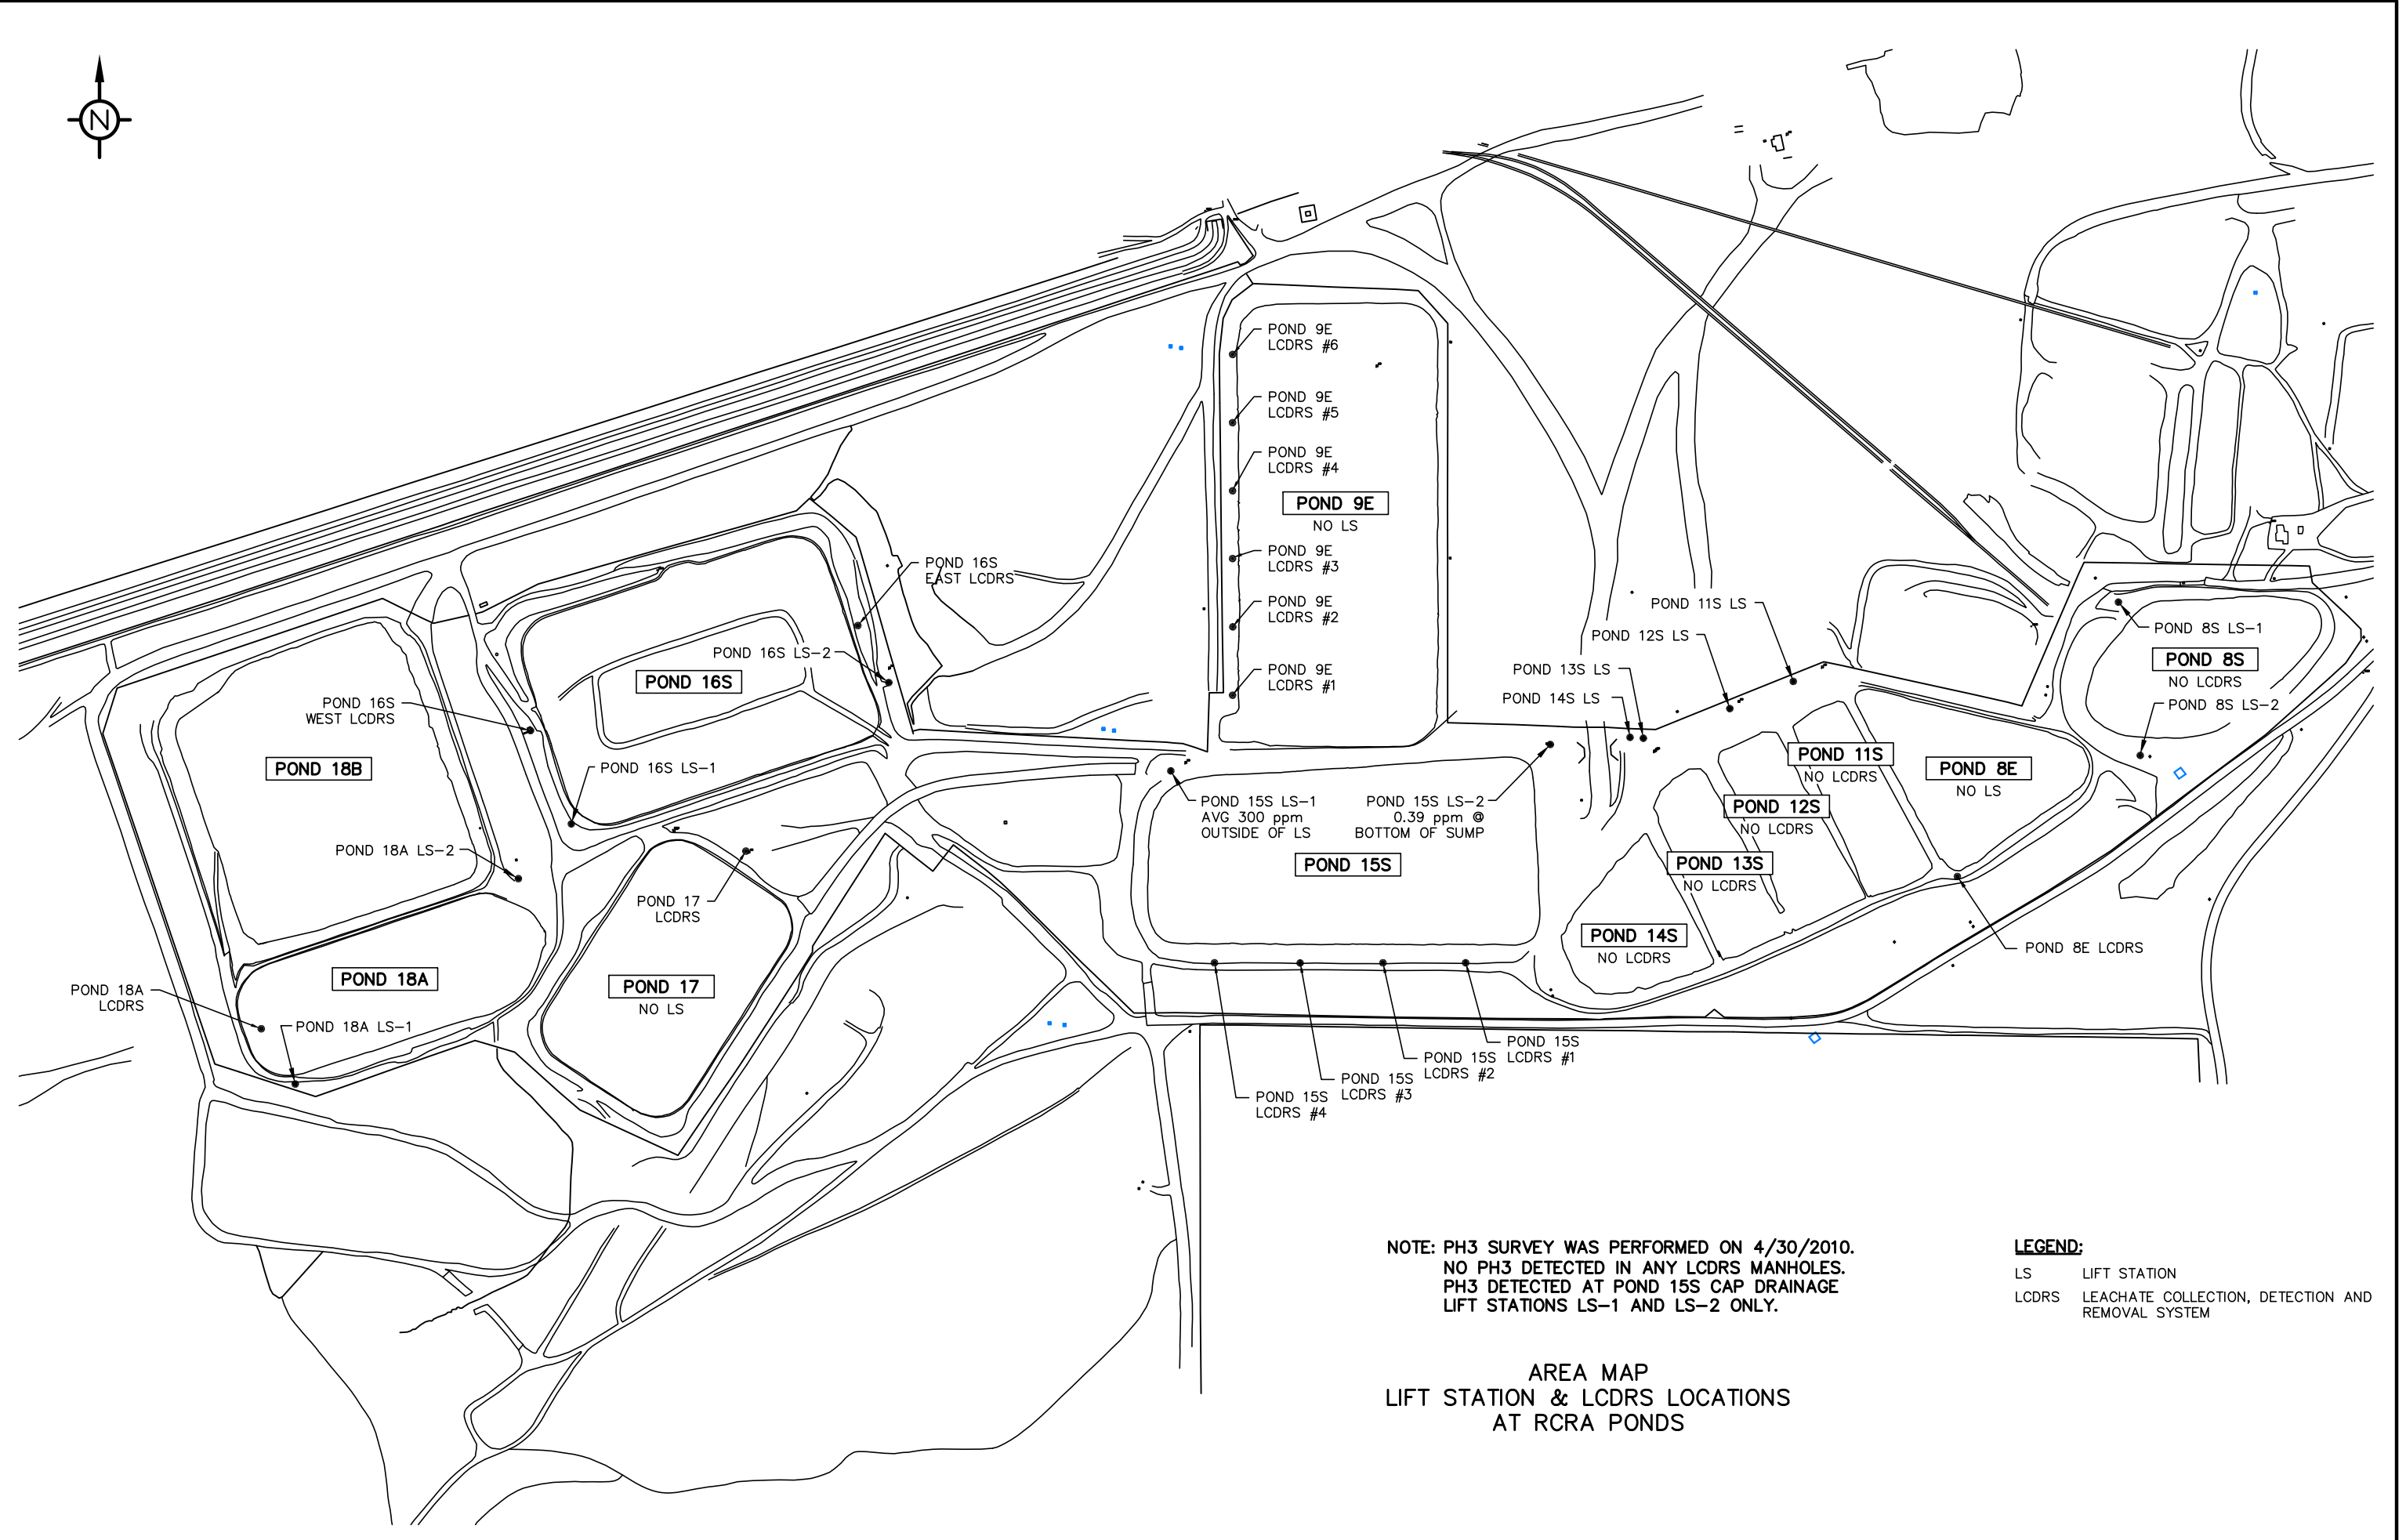 N
POND 9E
LCDRS #6
POND 9E
LCDRS #5
POND 9E
LCDRS #4
POND 9E
NO LS
POND 9E
LCDRS #3
POND 9E
LCDRS #2
POND 9E
LCDRS #1
POND 16S
EAST LCDRS
POND 16S LS-2
POND 16S
POND 16S
WEST LCDRS
POND 16S LS-1
POND 18B
POND 18A LS-2
POND 17
LCDRS
POND 18A
POND 17
NO LS
POND 18A
LCDRS
POND 18A LS-1
POND 11S LS
POND 12S LS
POND 13S LS
POND 14S LS
POND 8S LS-1
POND 8S
NO LCDRS
POND 8S LS-2
POND 11S
NO LCDRS
POND 8E
NO LS
POND 12S
NO LCDRS
POND 13S
NO LCDRS
POND 14S
NO LCDRS
POND 8E LCDRS
POND 15S LS-1
AVG 300 ppm
OUTSIDE OF LS
POND 15S LS-2
0.39 ppm @
BOTTOM OF SUMP
POND 15S
POND 15S
LCDRS #1
POND 15S
LCDRS #2
POND 15S
LCDRS #3
POND 15S
LCDRS #4
NOTE: PH3 SURVEY WAS PERFORMED ON 4/30/2010.
NO PH3 DETECTED IN ANY LCDRS MANHOLES.
PH3 DETECTED AT POND 15S CAP DRAINAGE
LIFT STATIONS LS-1 AND LS-2 ONLY.
LEGEND:
LS LIFT STATION
LCDRS LEACHATE COLLECTION, DETECTION AND
REMOVAL SYSTEM
AREA MAP
LIFT STATION & LCDRS LOCATIONS
AT RCRA PONDS